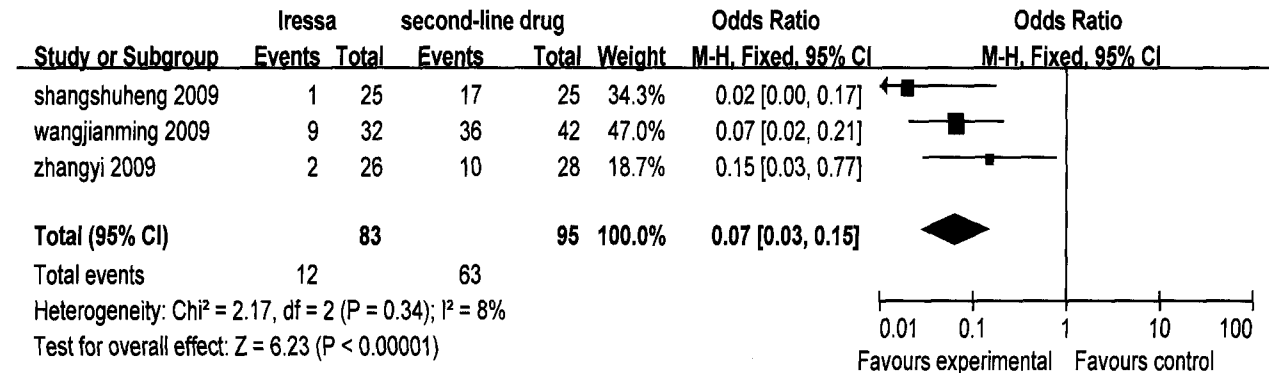 Iressa second-line drug Odds Ratio Odds Ratio
Study or Subgroup Events Total Events Total Weight M-H, Fixed, 95% CI M-H, Fixed, 95% CI
shangshuheng 2009 1 25 17 25 34.3% 0.02 [0.00, 0.17]
wangjianming 2009 9 32 36 42 47.0% 0.07 [0.02, 0.21]
zhangyi 2009 2 26 10 28 18.7% 0.15 [0.03, 0.77]
Total (95% CI) 83 95 100.0% 0.07 [0.03, 0.15]
Total events 12 63
Heterogeneity: Chi² = 2.17, df = 2 (P = 0.34); I² = 8%
Test for overall effect: Z = 6.23 (P < 0.00001)
0.01 0.1 1 10 100
Favours experimental Favours control